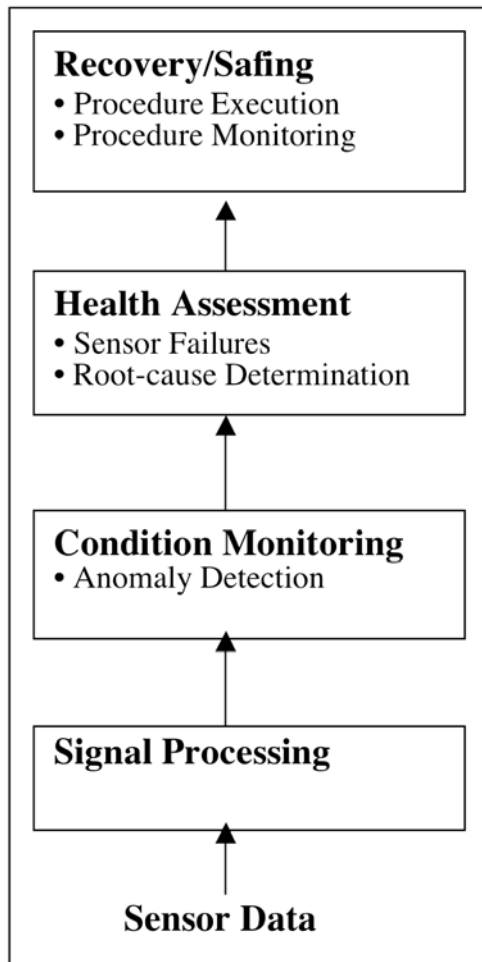 Recovery/Safing
• Procedure Execution
• Procedure Monitoring
Health Assessment
• Sensor Failures
• Root-cause Determination
Condition Monitoring
• Anomaly Detection
Signal Processing
Sensor Data